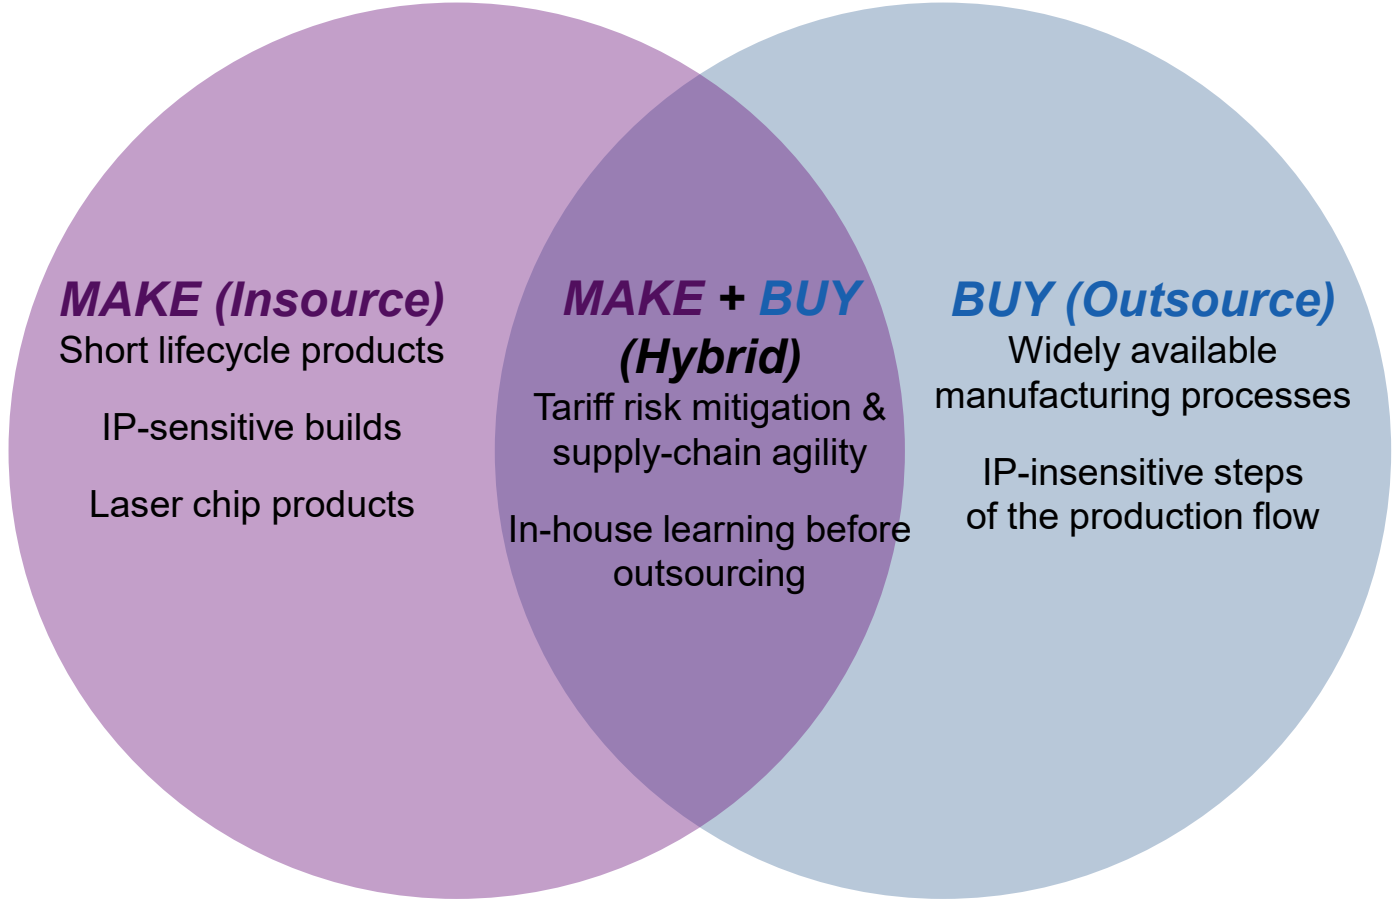 MAKE (Insource)
Short lifecycle products
IP-sensitive builds
Laser chip products
MAKE + BUY
(Hybrid)
Tariff risk mitigation &
supply-chain agility
In-house learning before
outsourcing
BUY (Outsource)
Widely available
manufacturing processes
IP-insensitive steps
of the production flow